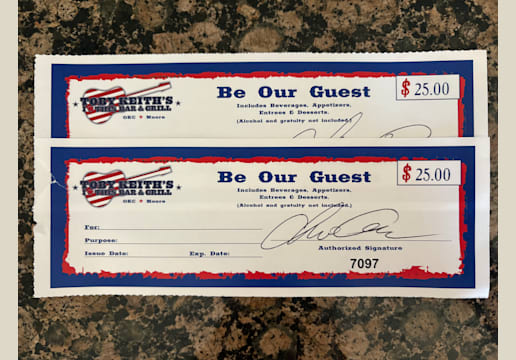 TOBY KEITH'S
BAR & GRILL
OKC ★ Moore
Be Our Guest
Includes Beverages, Appetizers,
Entrees & Desserts.
(Alcohol and gratuity not included.)
$ 25.00
TOBY KEITH'S
BAR & GRILL
OKC ★ Moore
Be Our Guest
Includes Beverages, Appetizers,
Entrees & Desserts.
(Alcohol and gratuity not included.)
$ 25.00
For:
Purpose:
Issue Date: Exp. Date:
Authorized Signature
7097